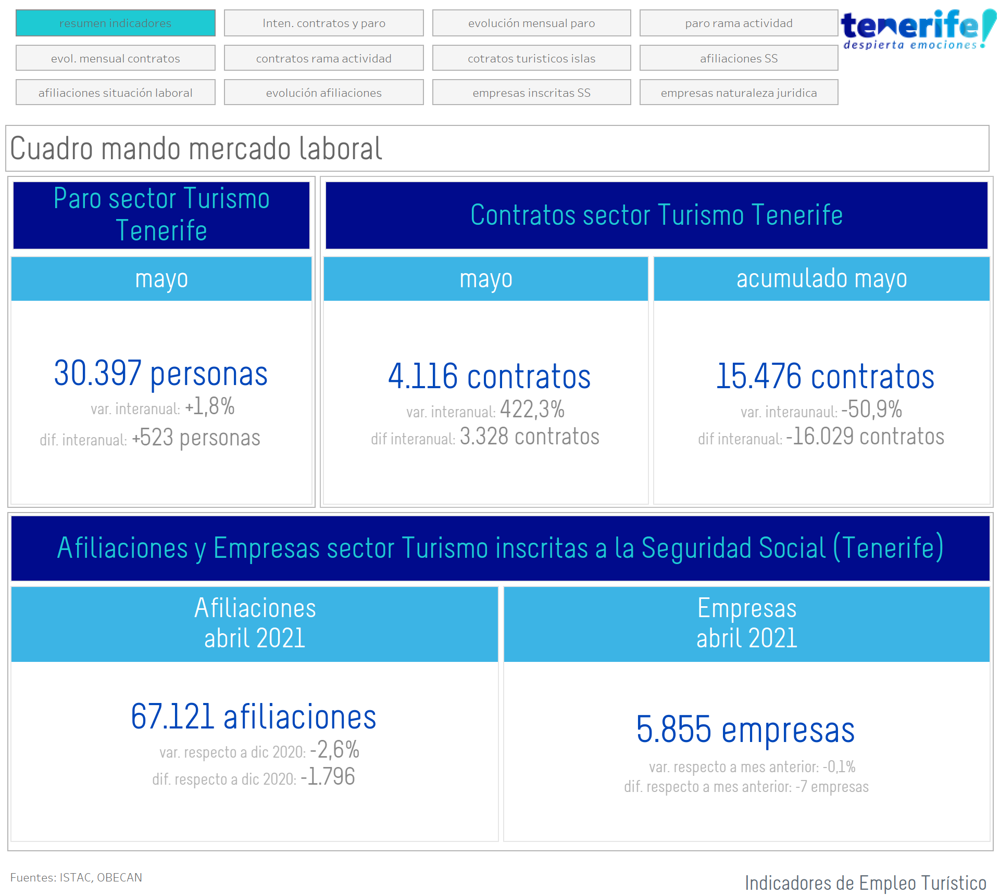 resumen indicadores
Inten. contratos y paro
evolución mensual paro
paro rama actividad
tenerife!
despierta emociones
evol. mensual contratos
contratos rama actividad
cotratos turisticos islas
afiliaciones SS
afiliaciones situación laboral
evolución afiliaciones
empresas inscritas SS
empresas naturaleza juridica
Cuadro mando mercado laboral
Paro sector Turismo
Tenerife
mayo
30.397 personas
var. interanual: +1,8%
dif. interanual: +523 personas
Contratos sector Turismo Tenerife
mayo
4.116 contratos
var. interanual: 422,3%
dif interanual: 3.328 contratos
acumulado mayo
15.476 contratos
var. interaunaul: -50,9%
dif interanual: -16.029 contratos
Afiliaciones y Empresas sector Turismo inscritas a la Seguridad Social (Tenerife)
Afiliaciones
abril 2021
67.121 afiliaciones
var. respecto a dic 2020: -2,6%
dif. respecto a dic 2020: -1.796
Empresas
abril 2021
5.855 empresas
var. respecto a mes anterior: -0,1%
dif. respecto a mes anterior: -7 empresas
Fuentes: ISTAC, OBECAN
Indicadores de Empleo Turístico